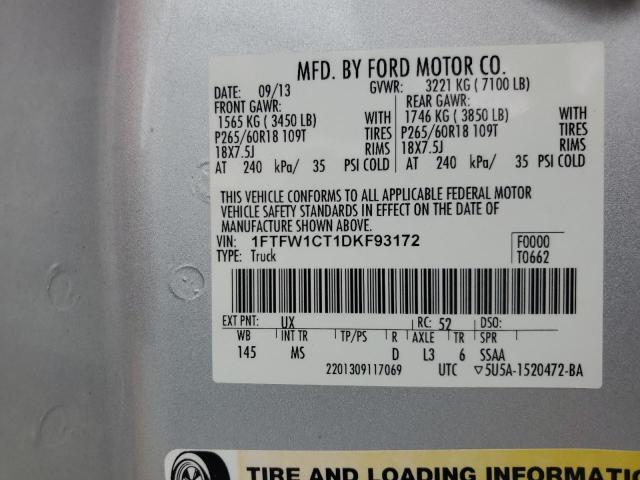 MFD. BY FORD MOTOR CO.
DATE: 09/13 GVWR: 3221 KG ( 7100 LB)
FRONT GAWR: REAR GAWR:
1565 KG ( 3450 LB) WITH 1746 KG ( 3850 LB) WITH
P265/60R18 109T TIRES P265/60R18 109T TIRES
18X7.5J RIMS 18X7.5J RIMS
AT 240 kPa/ 35 PSI COLD AT 240 kPa/ 35 PSI COLD
THIS VEHICLE CONFORMS TO ALL APPLICABLE FEDERAL MOTOR
VEHICLE SAFETY STANDARDS IN EFFECT ON THE DATE OF
MANUFACTURE SHOWN ABOVE.
VIN: 1FTFW1CT1DKF93172 F0000
TYPE: Truck T0662
EXT PNT: UX RC: 52 DSO:
WB INT TR TP/PS R AXLE TR SPR
145 MS D L3 6 SSAA
2201309117069 UTC ▽5U5A-1520472-BA
TIRE AND LOADING INFORMATION